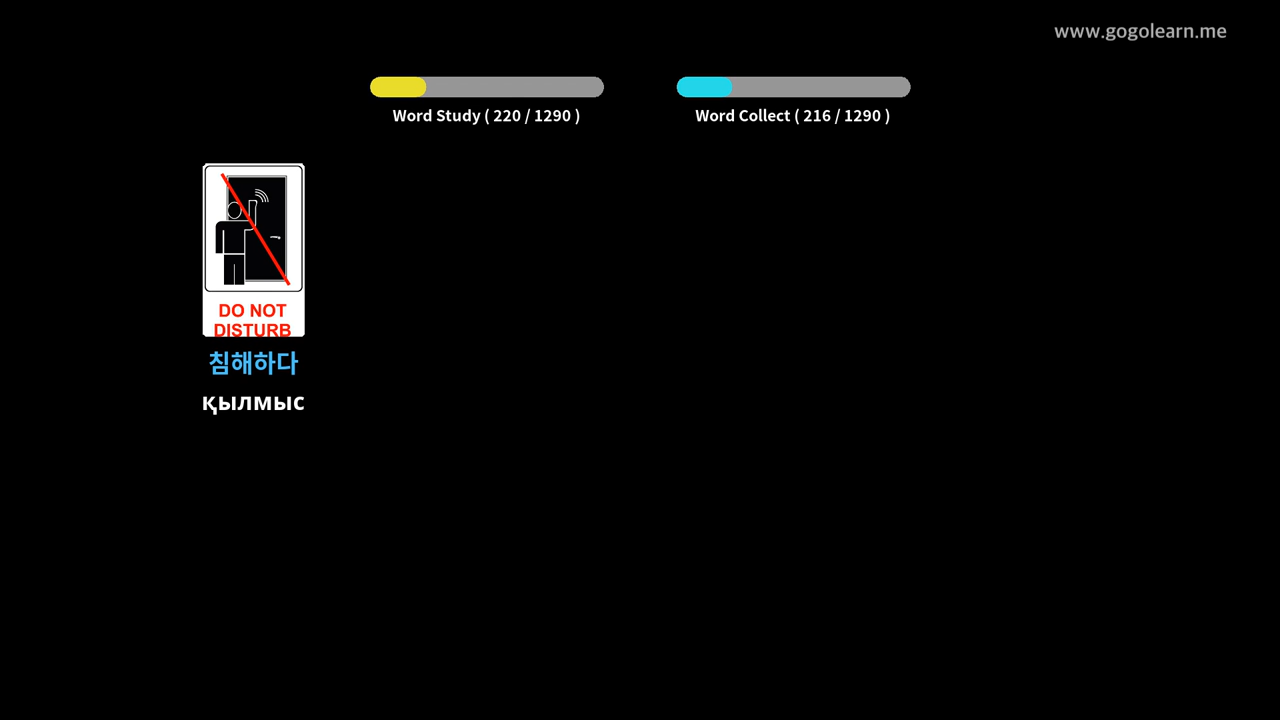 www.gogolearn.me
Word Study ( 220 / 1290 )
Word Collect ( 216 / 1290 )
DO NOT
DISTURB
침해하다
қылмыс